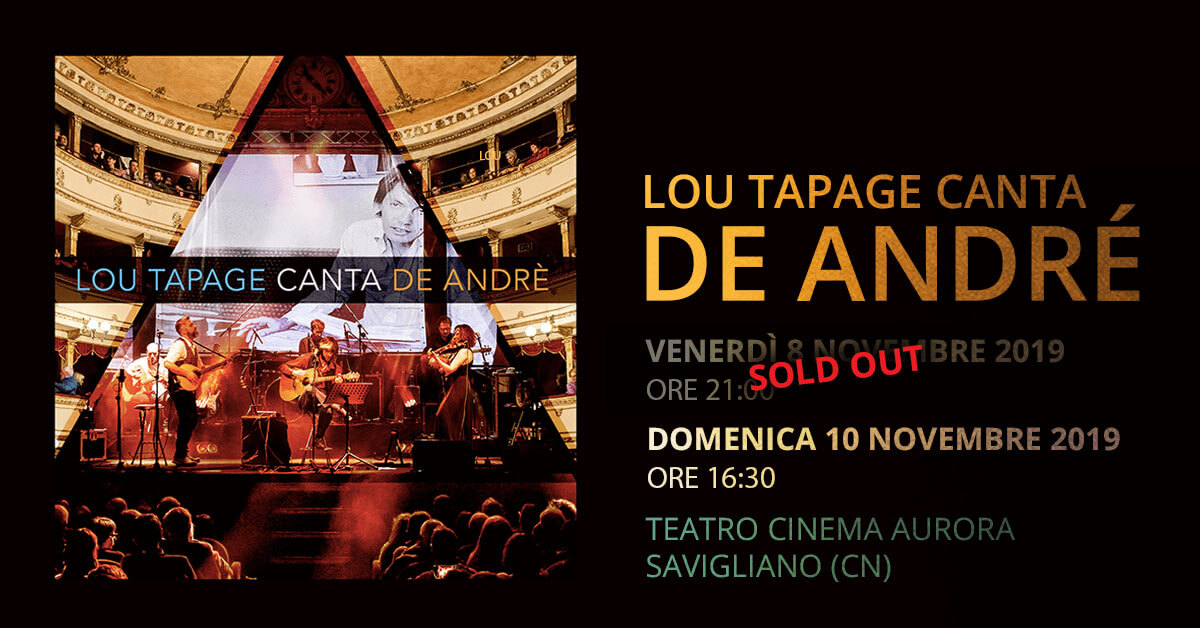 LOU
LOU TAPAGE CANTA DE ANDRÈ
LOU TAPAGE CANTA
DE ANDRÉ
VENERDÌ 8 NOVEMBRE 2019
SOLD OUT
ORE 21:00
DOMENICA 10 NOVEMBRE 2019
ORE 16:30
TEATRO CINEMA AURORA
SAVIGLIANO (CN)